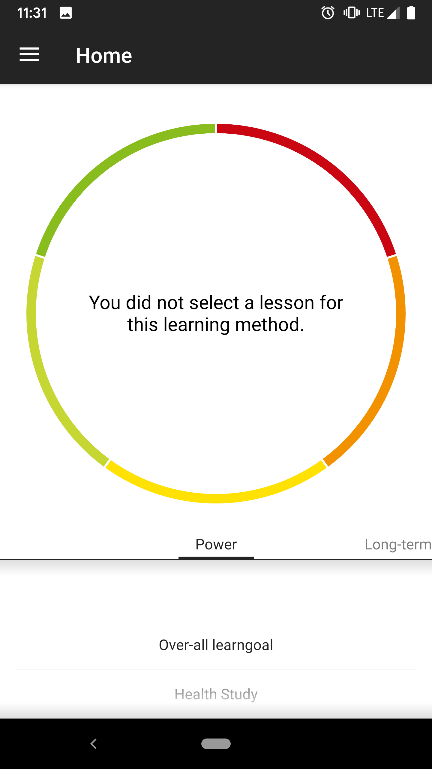 11:31 LTE
Home
You did not select a lesson for
this learning method.
Power Long-term
Over-all learngoal
Health Study